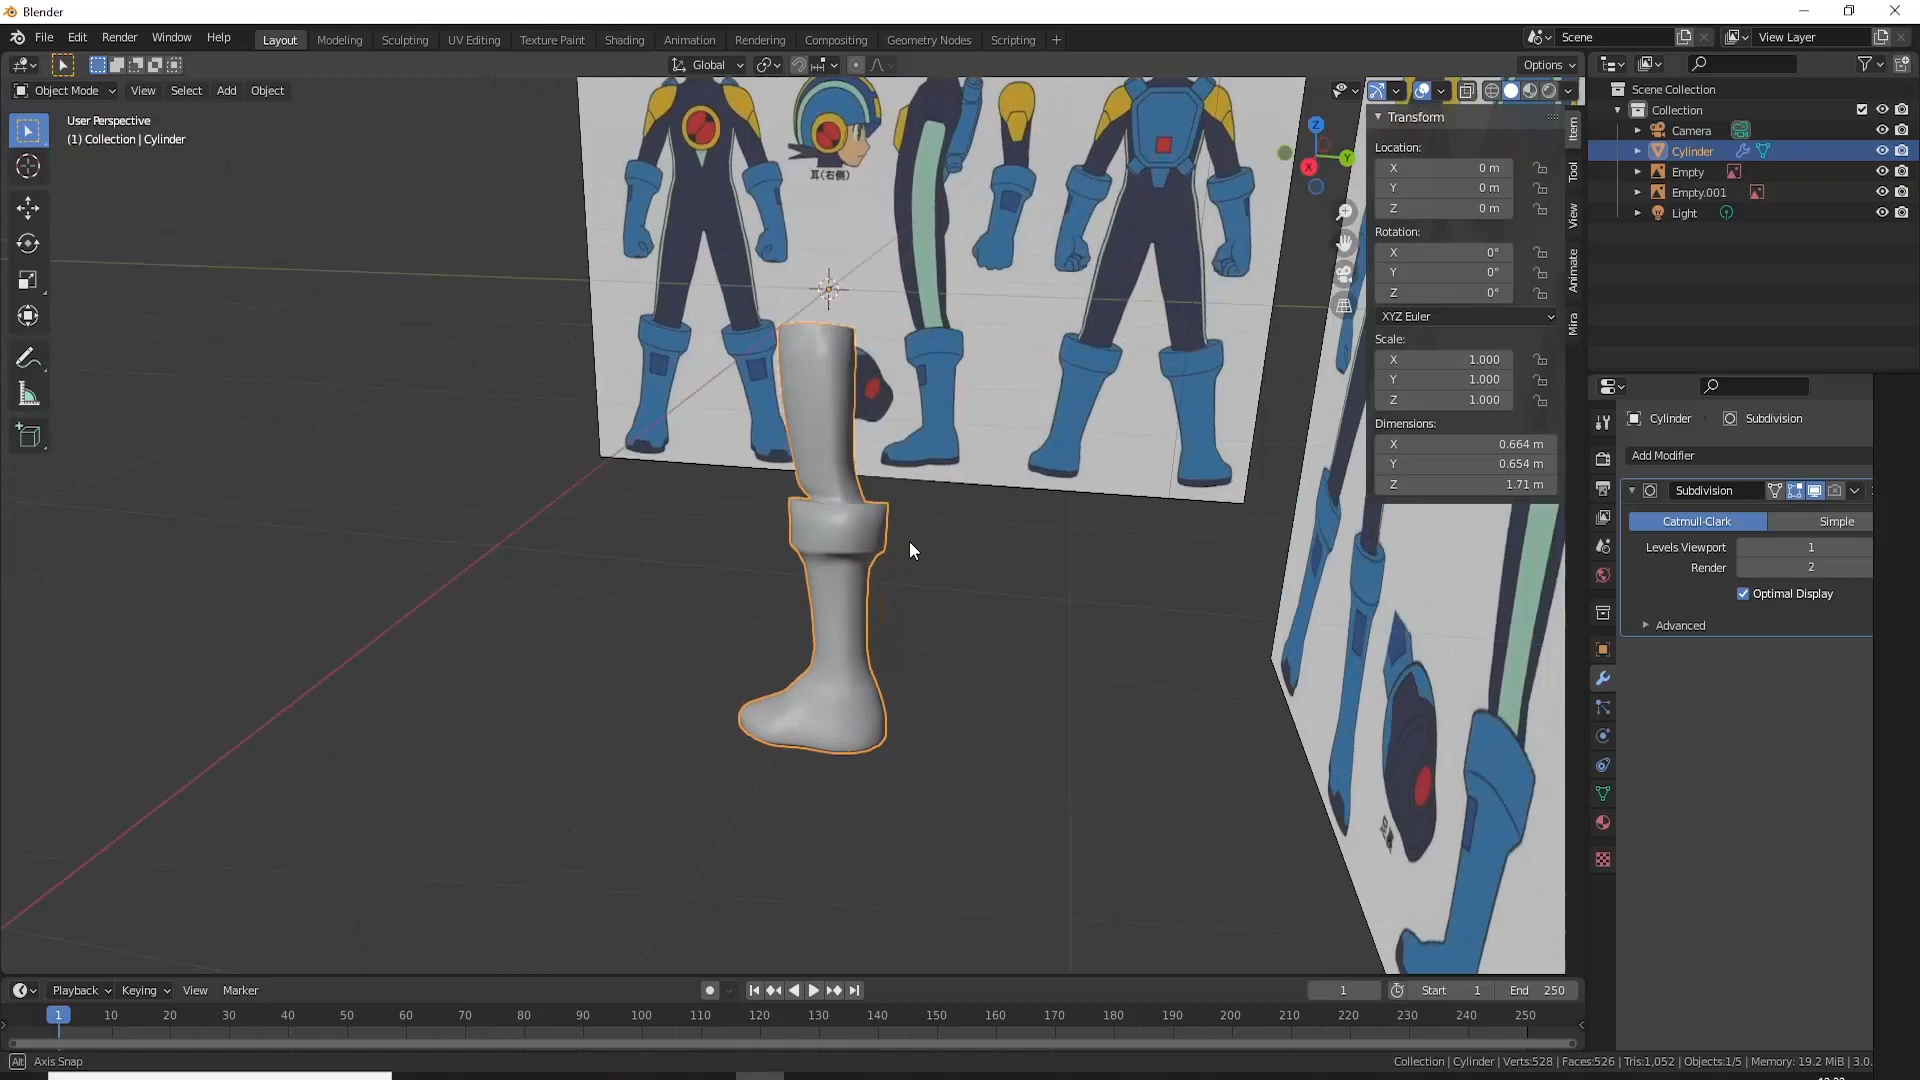 Blender
File Edit Render Window Help
Layout Modeling Sculpting UV Editing Texture Paint Shading Animation Rendering Compositing Geometry Nodes Scripting +
Scene
View Layer
Global
Options
Object Mode View Select Add Object
User Perspective
(1) Collection | Cylinder
耳(右側)
Z
Y
X
Transform
Location:
X 0 m
Y 0 m
Z 0 m
Rotation:
X 0°
Y 0°
Z 0°
XYZ Euler
Scale:
X 1.000
Y 1.000
Z 1.000
Dimensions:
X 0.664 m
Y 0.654 m
Z 1.71 m
Item
Tool
View
Animate
Mira
Scene Collection
Collection
Camera
Cylinder
Empty
Empty.001
Light
Cylinder Subdivision
Add Modifier
Subdivision
Catmull-Clark Simple
Levels Viewport 1
Render 2
Optimal Display
Advanced
Playback Keying View Marker
1 Start 1 End 250
1 10 20 30 40 50 60 70 80 90 100 110 120 130 140 150 160 170 180 190 200 210 220 230 240 250
Alt Axis Snap
Collection | Cylinder | Verts:528 | Faces:526 | Tris:1,052 | Objects:1/5 | Memory: 19.2 MiB | 3.0.